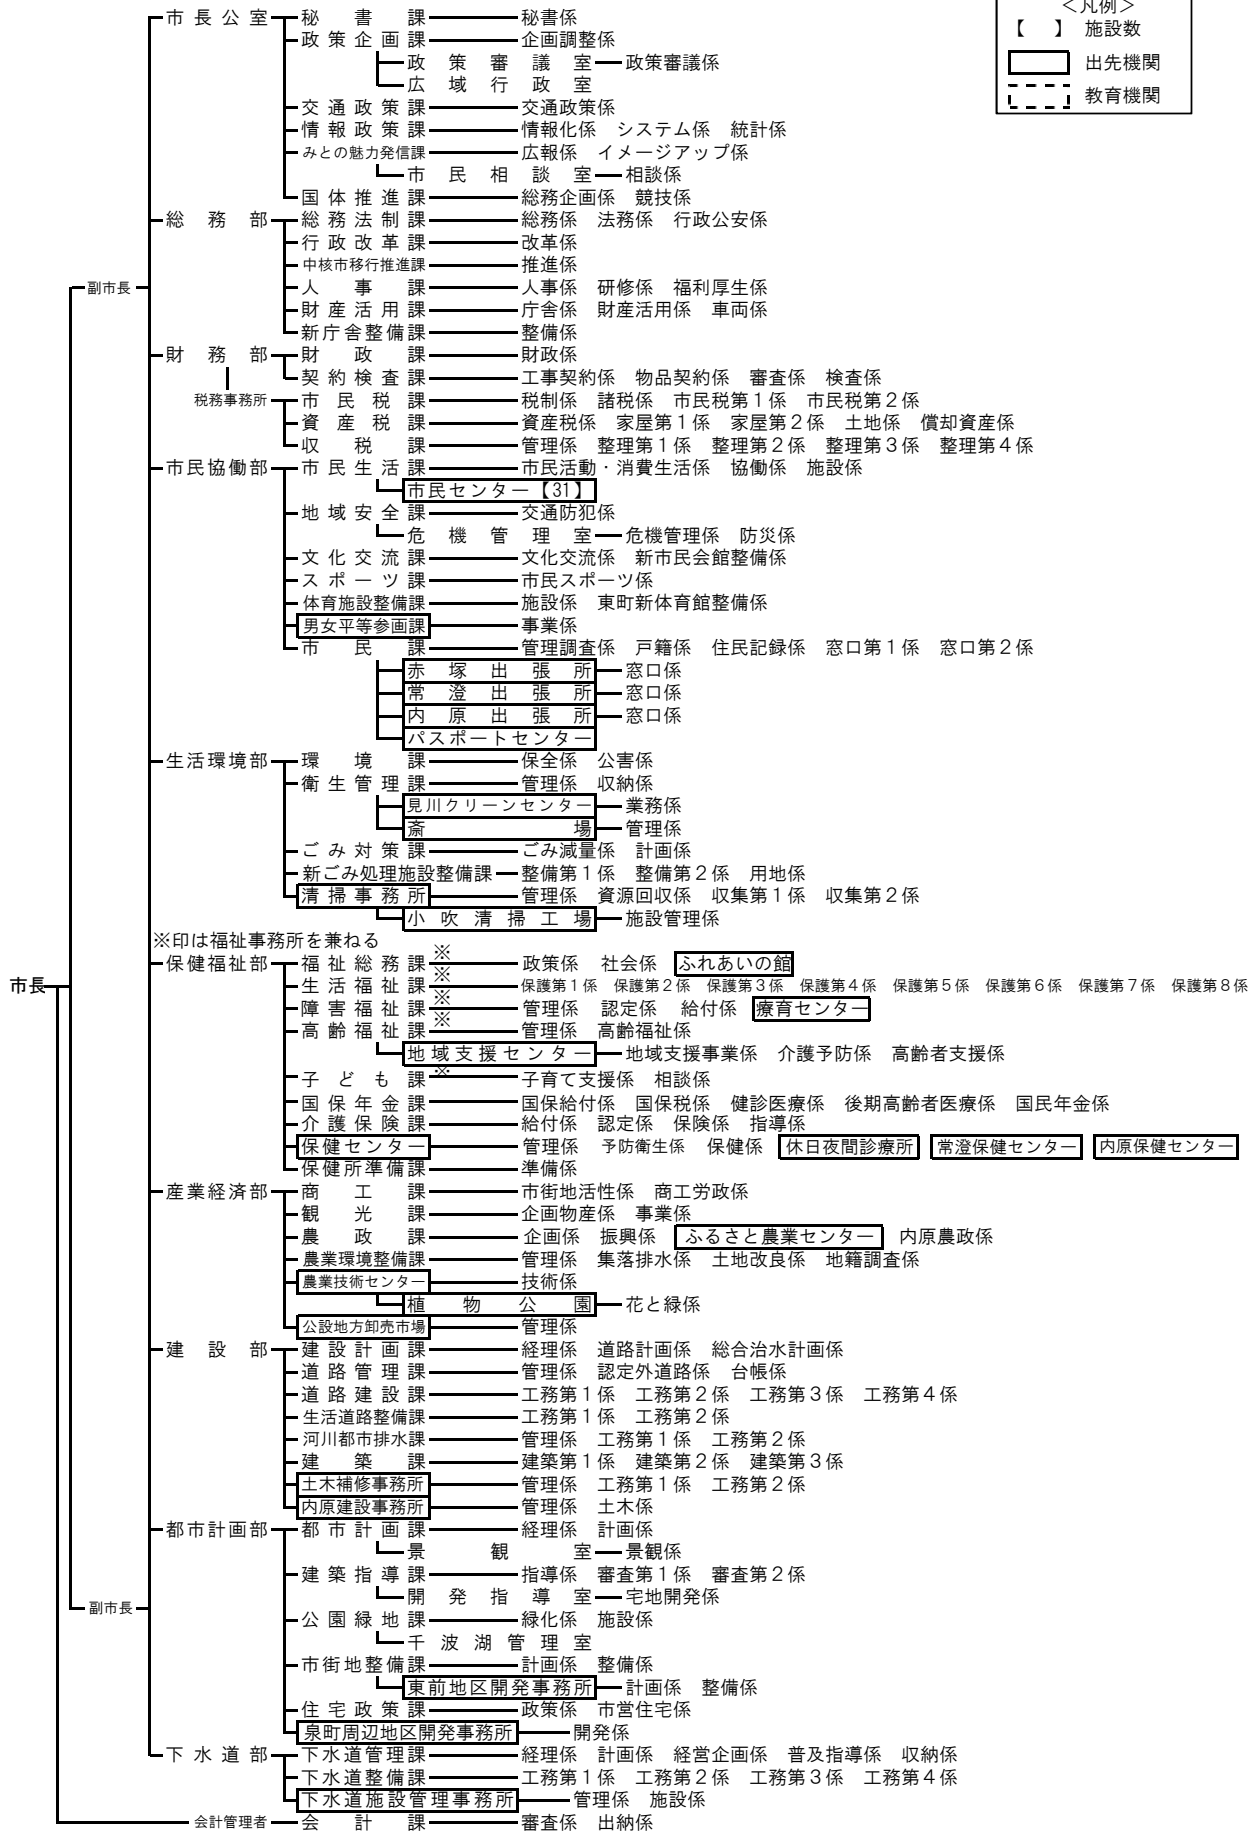 ＜凡例＞
市長公室 秘書課 秘書係
【　】 施設数
政策企画課 企画調整係
政策審議室 政策審議係
出先機関
広域行政室
教育機関
交通政策課 交通政策係
情報政策課 情報化係 システム係 統計係
みとの魅力発信課 広報係 イメージアップ係
市民相談室 相談係
国体推進課 総務企画係 競技係
総務部 総務法制課 総務係 法務係 行政公安係
行政改革課 改革係
中核市移行推進課 推進係
副市長 人事課 人事係 研修係 福利厚生係
財産活用課 庁舎係 財産活用係 車両係
新庁舎整備課 整備係
財務部 財政課 財政係
契約検査課 工事契約係 物品契約係 審査係 検査係
税務事務所 市民税課 税制係 諸税係 市民税第１係 市民税第２係
資産税課 資産税係 家屋第１係 家屋第２係 土地係 償却資産係
収税課 管理係 整理第１係 整理第２係 整理第３係 整理第４係
市民協働部 市民生活課 市民活動・消費生活係 協働係 施設係
市民センター【31】
地域安全課 交通防犯係
危機管理室 危機管理係 防災係
文化交流課 文化交流係 新市民会館整備係
スポーツ課 市民スポーツ係
体育施設整備課 施設係 東町新体育館整備係
男女平等参画課 事業係
市民課 管理調査係 戸籍係 住民記録係 窓口第１係 窓口第２係
赤塚出張所 窓口係
常澄出張所 窓口係
内原出張所 窓口係
パスポートセンター
生活環境部 環境課 保全係 公害係
衛生管理課 管理係 収納係
見川クリーンセンター 業務係
斎場 管理係
ごみ対策課 ごみ減量係 計画係
新ごみ処理施設整備課 整備第１係 整備第２係 用地係
清掃事務所 管理係 資源回収係 収集第１係 収集第２係
小吹清掃工場 施設管理係
※印は福祉事務所を兼ねる
保健福祉部 福祉総務課※ 政策係 社会係 ふれあいの館
市長 生活福祉課※ 保護第１係 保護第２係 保護第３係 保護第４係 保護第５係 保護第６係 保護第７係 保護第８係
障害福祉課※ 管理係 認定係 給付係 療育センター
高齢福祉課※ 管理係 高齢福祉係
地域支援センター 地域支援事業係 介護予防係 高齢者支援係
子ども課※ 子育て支援係 相談係
国保年金課 国保給付係 国保税係 健診医療係 後期高齢者医療係 国民年金係
介護保険課 給付係 認定係 保険係 指導係
保健センター 管理係 予防衛生係 保健係 休日夜間診療所 常澄保健センター 内原保健センター
保健所準備課 準備係
産業経済部 商工課 市街地活性係 商工労政係
観光課 企画物産係 事業係
農政課 企画係 振興係 ふるさと農業センター 内原農政係
農業環境整備課 管理係 集落排水係 土地改良係 地籍調査係
農業技術センター 技術係
植物公園 花と緑係
公設地方卸売市場 管理係
建設部 建設計画課 経理係 道路計画係 総合治水計画係
道路管理課 管理係 認定外道路係 台帳係
道路建設課 工務第１係 工務第２係 工務第３係 工務第４係
生活道路整備課 工務第１係 工務第２係
河川都市排水課 管理係 工務第１係 工務第２係
建築課 建築第１係 建築第２係 建築第３係
土木補修事務所 管理係 工務第１係 工務第２係
内原建設事務所 管理係 土木係
都市計画部 都市計画課 経理係 計画係
景観室 景観係
建築指導課 指導係 審査第１係 審査第２係
開発指導室 宅地開発係
副市長
公園緑地課 緑化係 施設係
千波湖管理室
市街地整備課 計画係 整備係
東前地区開発事務所 計画係 整備係
住宅政策課 政策係 市営住宅係
泉町周辺地区開発事務所 開発係
下水道部 下水道管理課 経理係 計画係 経営企画係 普及指導係 収納係
下水道整備課 工務第１係 工務第２係 工務第３係 工務第４係
下水道施設管理事務所 管理係 施設係
会計管理者 会計課 審査係 出納係